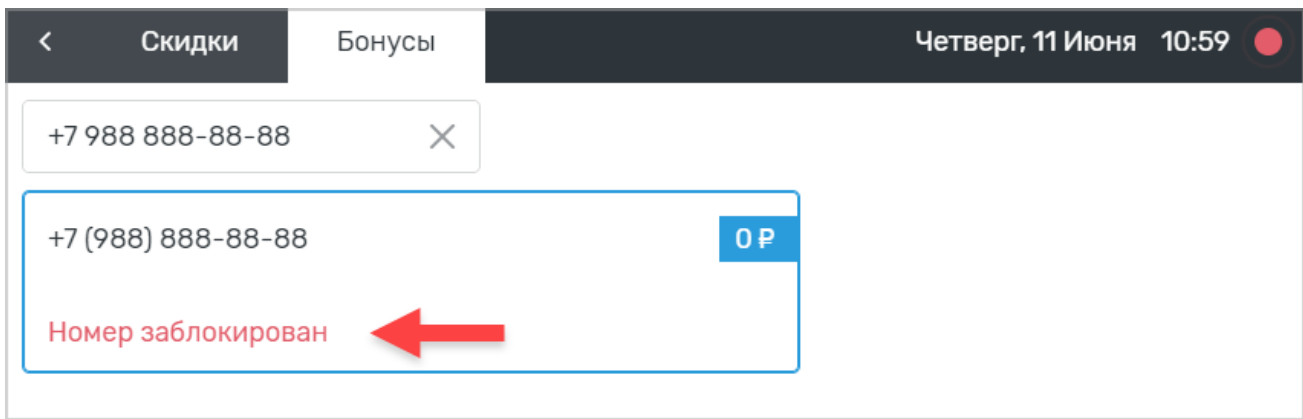 Скидки Бонусы Четверг, 11 Июня 10:59
+7 988 888-88-88
+7 (988) 888-88-88 0 ₽
Номер заблокирован